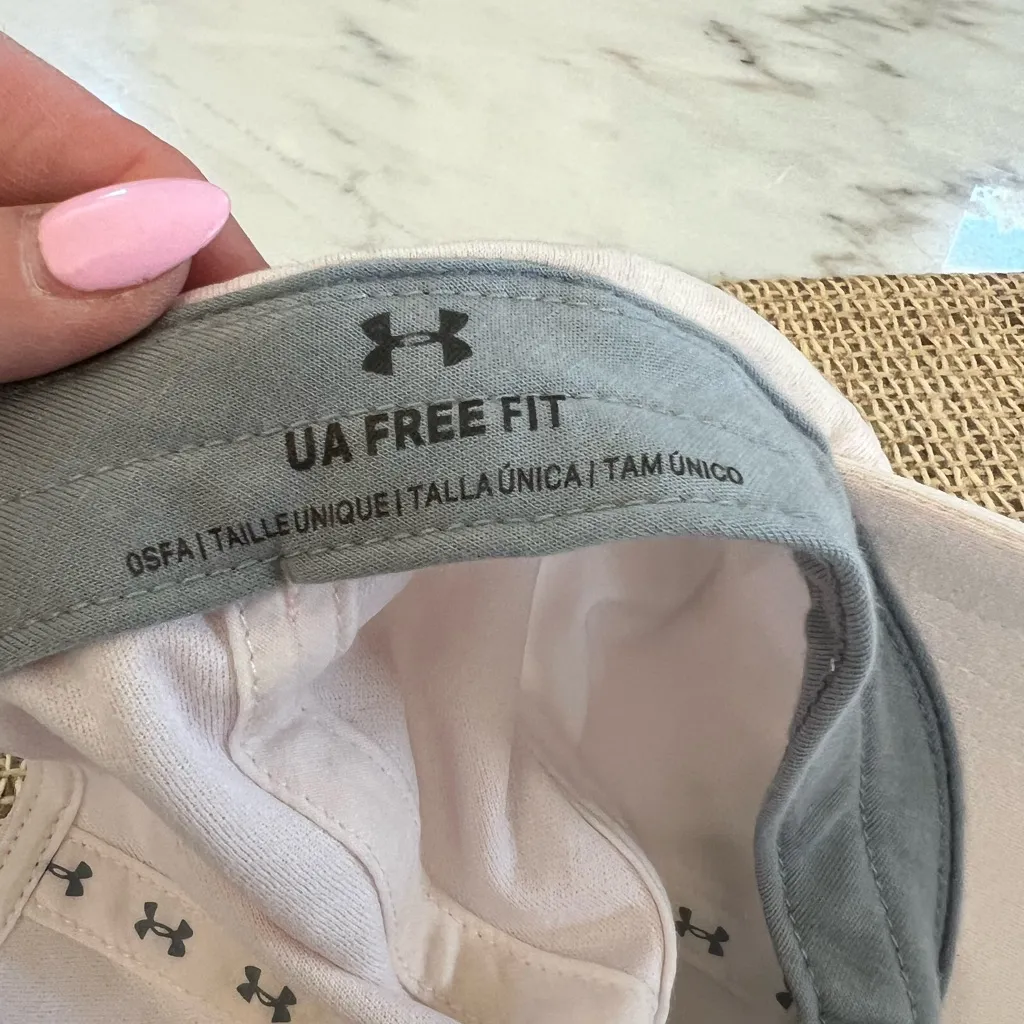 UA FREE FIT
OSFA | TAILLE UNIQUE | TALLA ÚNICA | TAM ÚNICO